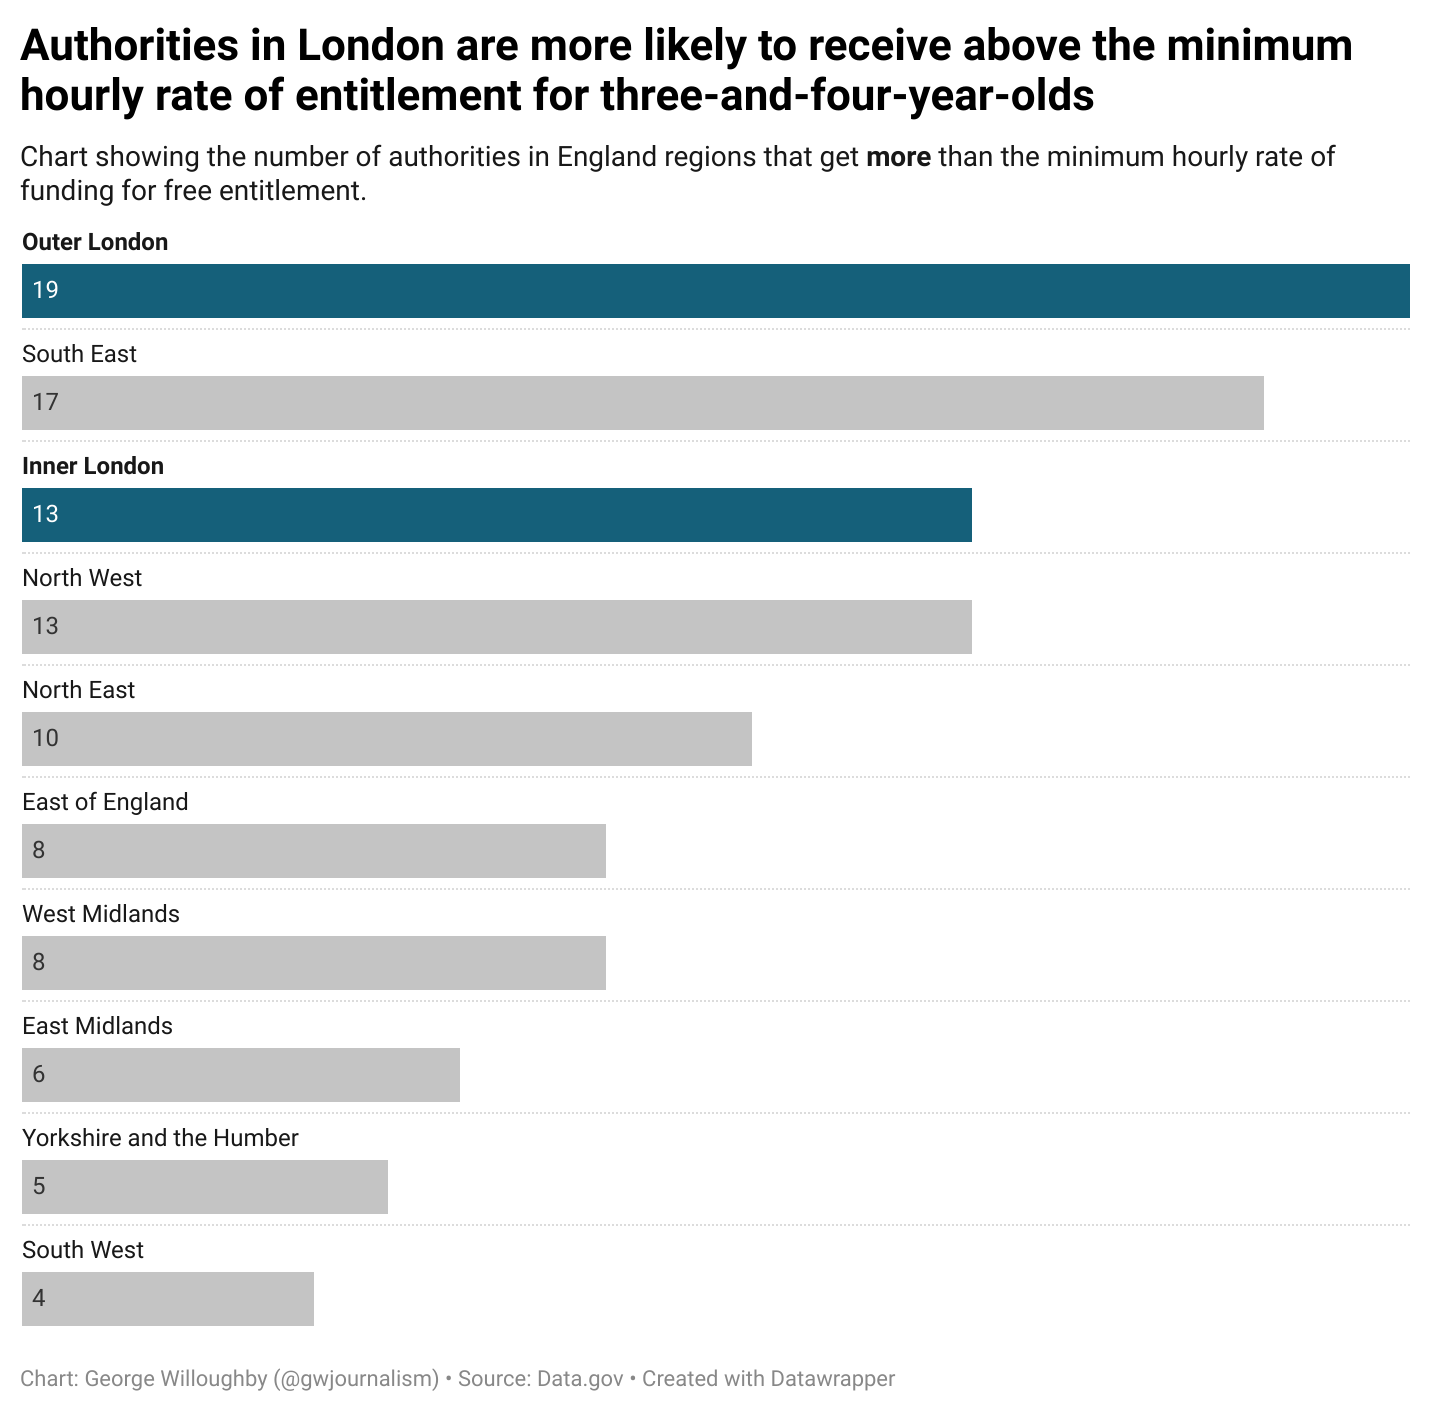 Authorities in London are more likely to receive above the minimum
hourly rate of entitlement for three-and-four-year-olds
Chart showing the number of authorities in England regions that get more than the minimum hourly rate of
funding for free entitlement.
Outer London
19
South East
17
Inner London
13
North West
13
North East
10
East of England
8
West Midlands
8
East Midlands
6
Yorkshire and the Humber
5
South West
4
Chart: George Willoughby (@gwjournalism) • Source: Data.gov • Created with Datawrapper